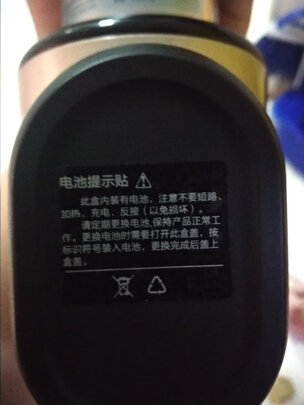 电池提示贴
此盒内装有电池，注意不要短路、
加热、充电、反接（以免损坏）。
请定期更换电池，保持产品正常工
作。更换电池时需要打开此盒盖，按
标识符号装入电池，更换完成后盖上
盒盖。